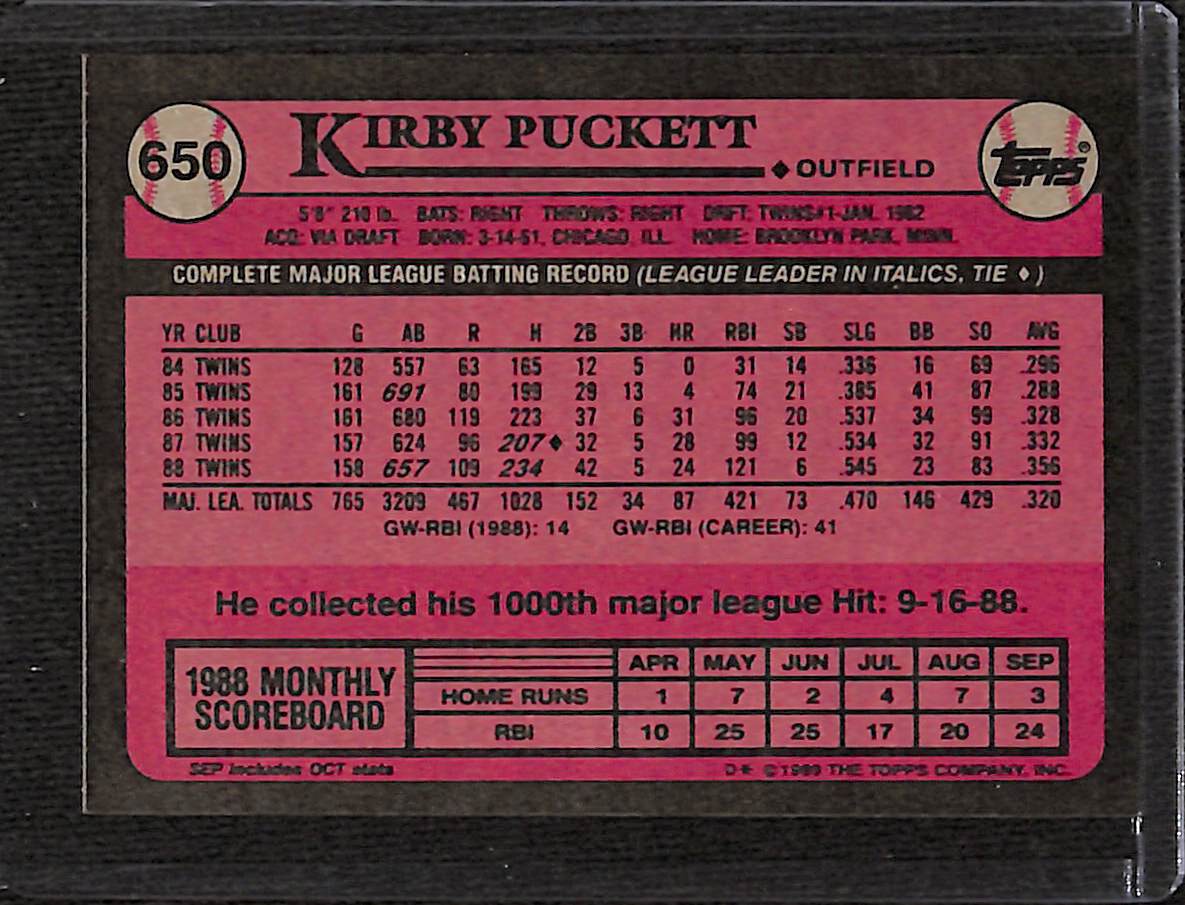 650
KIRBY PUCKETT
♦ OUTFIELD
TOPPS®
5'8" 210 lb. BATS: RIGHT THROWS: RIGHT DRFT: TWINS #1-JAN. 1982
ACQ: VIA DRAFT BORN: 3-14-61, CHICAGO, ILL. HOME: BROOKLYN PARK, MINN.
COMPLETE MAJOR LEAGUE BATTING RECORD (LEAGUE LEADER IN ITALICS, TIE ♦)
YR CLUB G AB R H 2B 3B HR RBI SB SLG BB SO AVG
84 TWINS 128 557 63 165 12 5 0 31 14 .336 16 69 .296
85 TWINS 161 691 80 199 29 13 4 74 21 .385 41 87 .288
86 TWINS 161 680 119 223 37 6 31 96 20 .537 34 99 .328
87 TWINS 157 624 96 207♦ 32 5 28 99 12 .534 32 91 .332
88 TWINS 158 657 109 234 42 5 24 121 6 .545 23 83 .356
MAJ. LEA. TOTALS 765 3209 467 1028 152 34 87 421 73 .470 146 429 .320
GW-RBI (1988): 14 GW-RBI (CAREER): 41
He collected his 1000th major league Hit: 9-16-88.
1988 MONTHLY
SCOREBOARD
APR MAY JUN JUL AUG SEP
HOME RUNS 1 7 2 4 7 3
RBI 10 25 25 17 20 24
SEP includes OCT stats
D* © 1989 THE TOPPS COMPANY, INC.